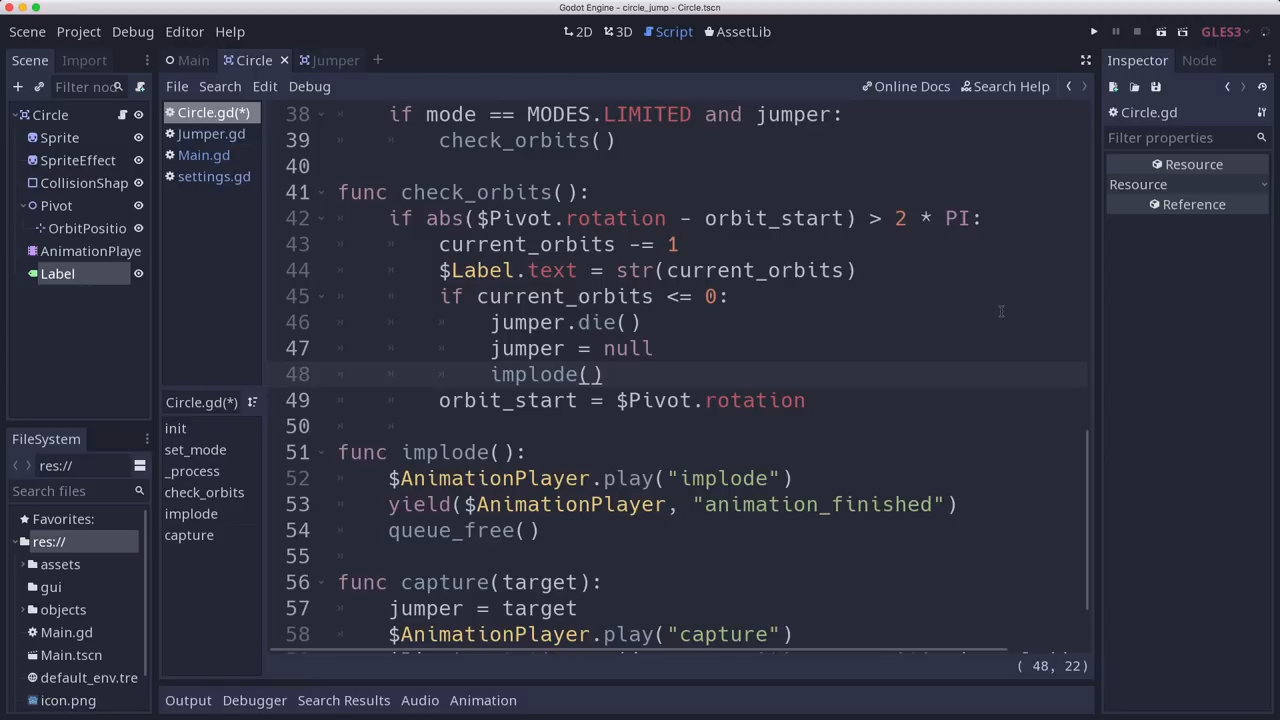 Godot Engine - circle_jump - Circle.tscn
Scene Project Debug Editor Help
2D 3D Script AssetLib
GLES3
Scene Import
Filter nod
Circle
Sprite
SpriteEffect
CollisionShap
Pivot
OrbitPositio
AnimationPlaye
Label
FileSystem
res://
Search files
Favorites:
res://
assets
gui
objects
Main.gd
Main.tscn
default_env.tre
icon.png
Main Circle Jumper
File Search Edit Debug
Online Docs Search Help
Circle.gd(*)
Jumper.gd
Main.gd
settings.gd
Circle.gd(*)
init
set_mode
_process
check_orbits
implode
capture
38 if mode == MODES.LIMITED and jumper:
39 check_orbits()
40
41 func check_orbits():
42 if abs($Pivot.rotation - orbit_start) > 2 * PI:
43 current_orbits -= 1
44 $Label.text = str(current_orbits)
45 if current_orbits <= 0:
46 jumper.die()
47 jumper = null
48 implode()
49 orbit_start = $Pivot.rotation
50
51 func implode():
52 $AnimationPlayer.play("implode")
53 yield($AnimationPlayer, "animation_finished")
54 queue_free()
55
56 func capture(target):
57 jumper = target
58 $AnimationPlayer.play("capture")
( 48, 22)
Output Debugger Search Results Audio Animation
Inspector Node
Circle.gd
Filter properties
Resource
Resource
Reference